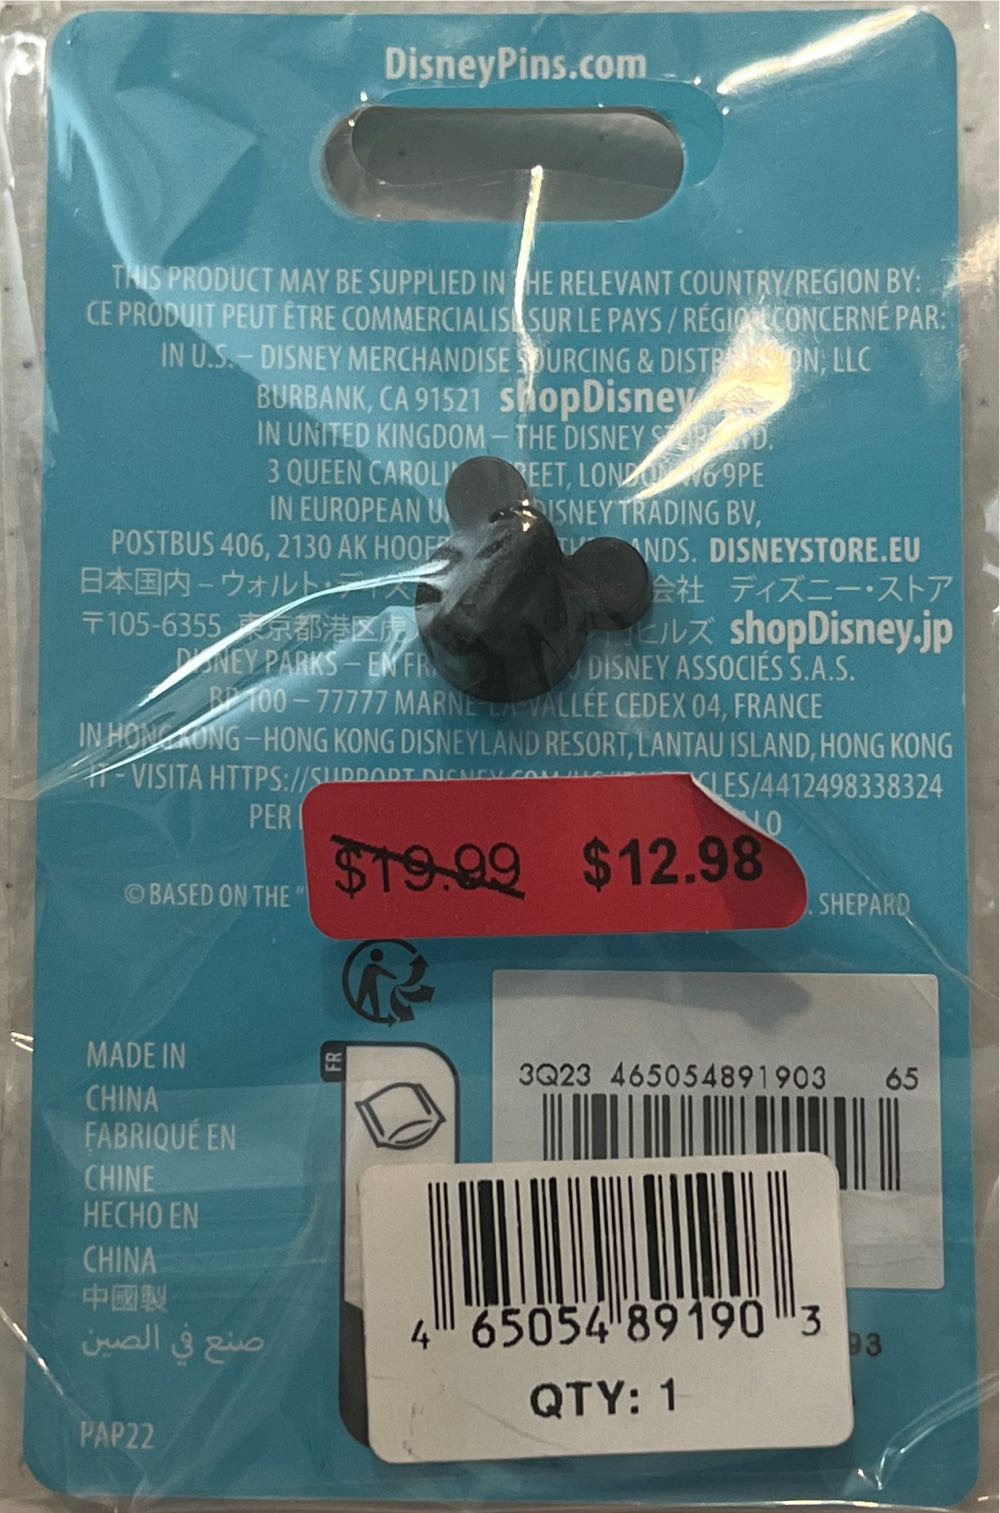 DisneyPins.com
THIS PRODUCT MAY BE SUPPLIED IN THE RELEVANT COUNTRY/REGION BY:
CE PRODUIT PEUT ÊTRE COMMERCIALIS SUR LE PAYS / RÉGION CONCERNÉ PAR:
IN U.S. – DISNEY MERCHANDISE SOURCING & DISTR ON, LLC
BURBANK, CA 91521 shopDisney
IN UNITED KINGDOM – THE DISNEY
3 QUEEN CAROLI REET, LONDON W6 9PE
IN EUROPEAN U DISNEY TRADING BV,
POSTBUS 406, 2130 AK HOOF ANDS. DISNEYSTORE.EU
日本国内 – ウォルト・ディズ 会社 ディズニー・ストア
〒105-6355 東京都港区虎 ヒルズ shopDisney.jp
DISNEY PARKS – EN FR DISNEY ASSOCIÉS S.A.S.
BP 100 – 77777 MARNE-LA-VALLÉE CEDEX 04, FRANCE
IN HONG KONG – HONG KONG DISNEYLAND RESORT, LANTAU ISLAND, HONG KONG
IT - VISITA HTTPS://SUPPORT.DISNEY.COM/ CLES/4412498338324
PER
$19.99 $12.98
© BASED ON THE " . SHEPARD
MADE IN
CHINA
FABRIQUÉ EN
CHINE
HECHO EN
CHINA
中國製
صنع في الصين
PAP22
FR
3Q23 465054891903 65
4 65054 89190 3
QTY: 1
93